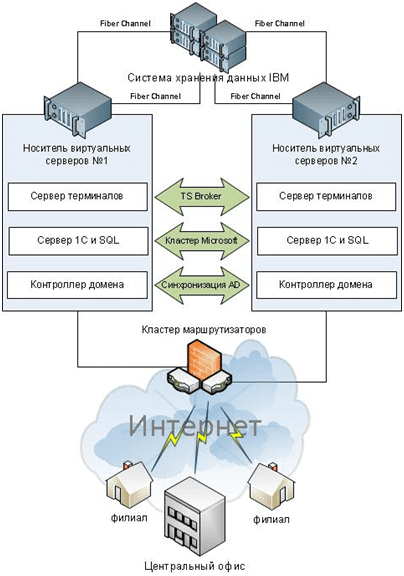 Fiber Channel
Fiber Channel
Система хранения данных IBM
Fiber Channel
Fiber Channel
Носитель виртуальных
серверов №1
Носитель виртуальных
серверов №2
Сервер терминалов
TS Broker
Сервер терминалов
Сервер 1С и SQL
Кластер Microsoft
Сервер 1С и SQL
Контроллер домена
Синхронизация AD
Контроллер домена
Кластер маршрутизаторов
Интернет
филиал
филиал
Центральный офис